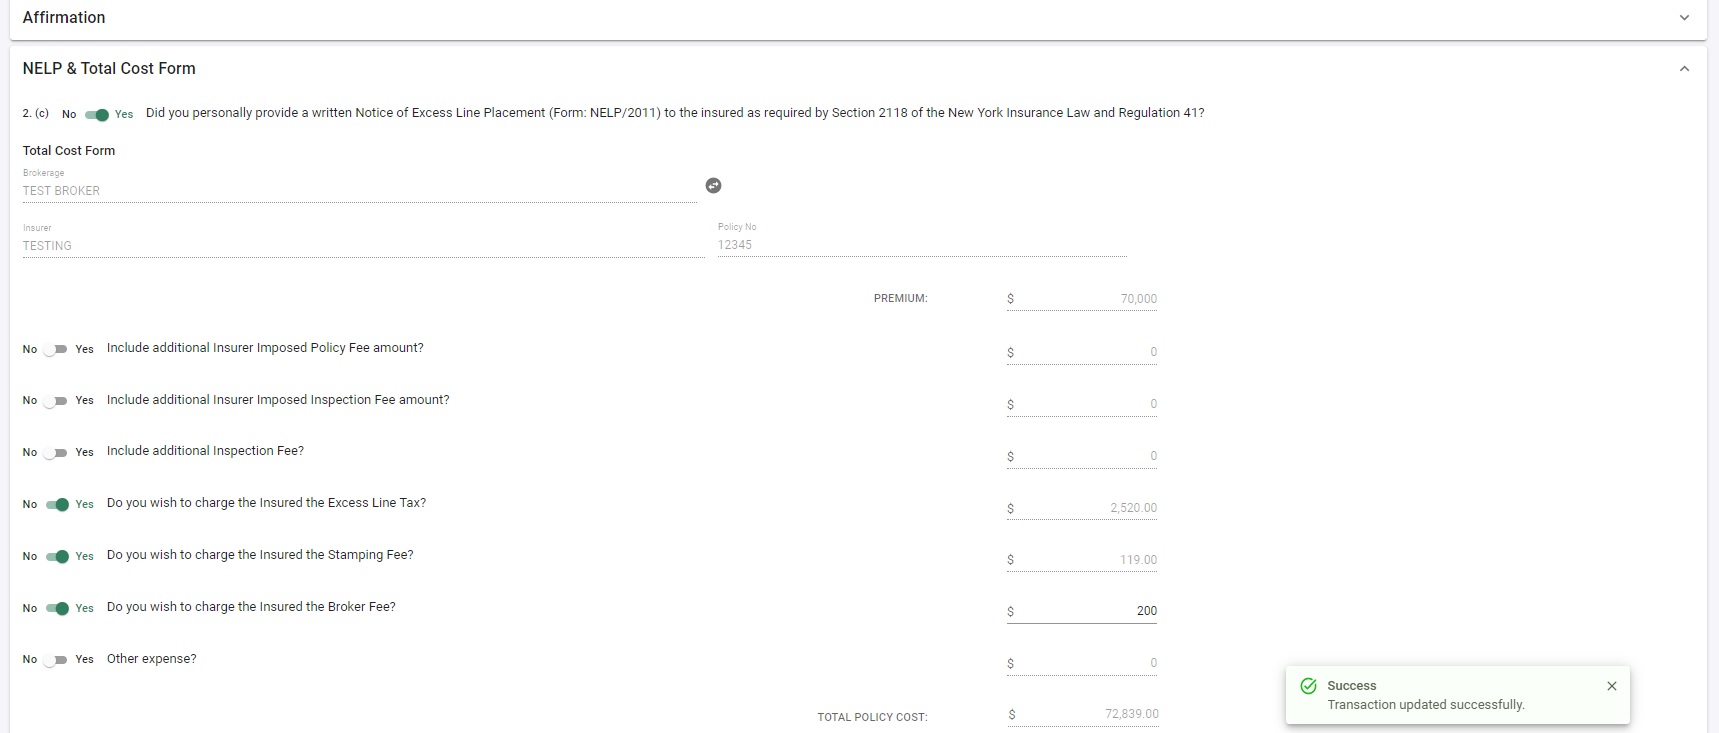 Affirmation
NELP & Total Cost Form
2. (c) No Yes Did you personally provide a written Notice of Excess Line Placement (Form: NELP/2011) to the insured as required by Section 2118 of the New York Insurance Law and Regulation 41?
Total Cost Form
Brokerage
TEST BROKER
Insurer Policy No
TESTING 12345
PREMIUM: $ 70,000
No Yes Include additional Insurer Imposed Policy Fee amount? $ 0
No Yes Include additional Insurer Imposed Inspection Fee amount? $ 0
No Yes Include additional Inspection Fee? $ 0
No Yes Do you wish to charge the Insured the Excess Line Tax? $ 2,520.00
No Yes Do you wish to charge the Insured the Stamping Fee? $ 119.00
No Yes Do you wish to charge the Insured the Broker Fee? $ 200
No Yes Other expense? $ 0
TOTAL POLICY COST: $ 72,839.00
Success
Transaction updated successfully.